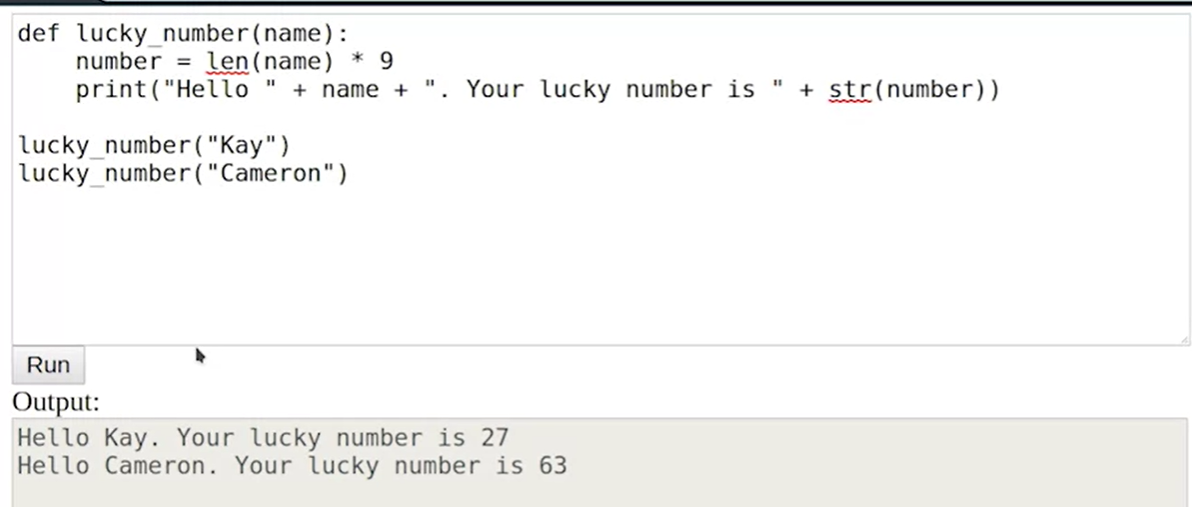 def lucky_number(name):
    number = len(name) * 9
    print("Hello " + name + ". Your lucky number is " + str(number))
lucky_number("Kay")
lucky_number("Cameron")
Run
Output:
Hello Kay. Your lucky number is 27
Hello Cameron. Your lucky number is 63